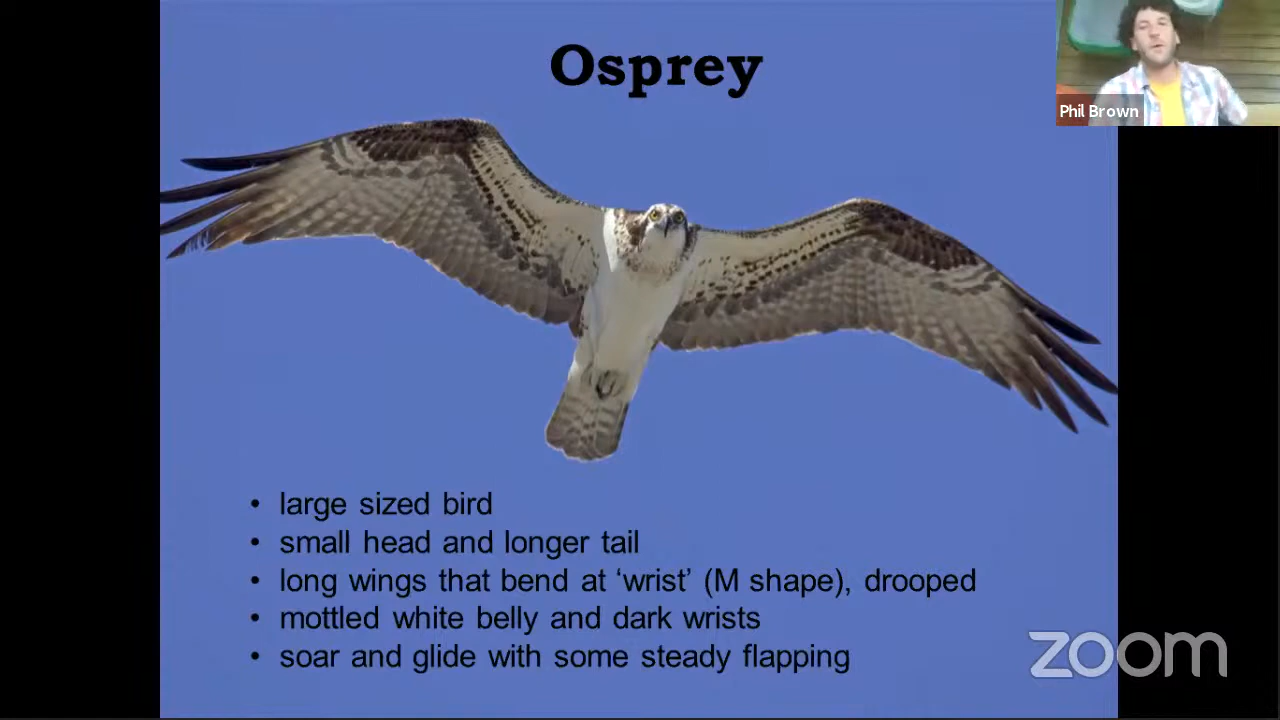 Osprey
Phil Brown
• large sized bird
• small head and longer tail
• long wings that bend at ‘wrist’ (M shape), drooped
• mottled white belly and dark wrists
• soar and glide with some steady flapping
zoom